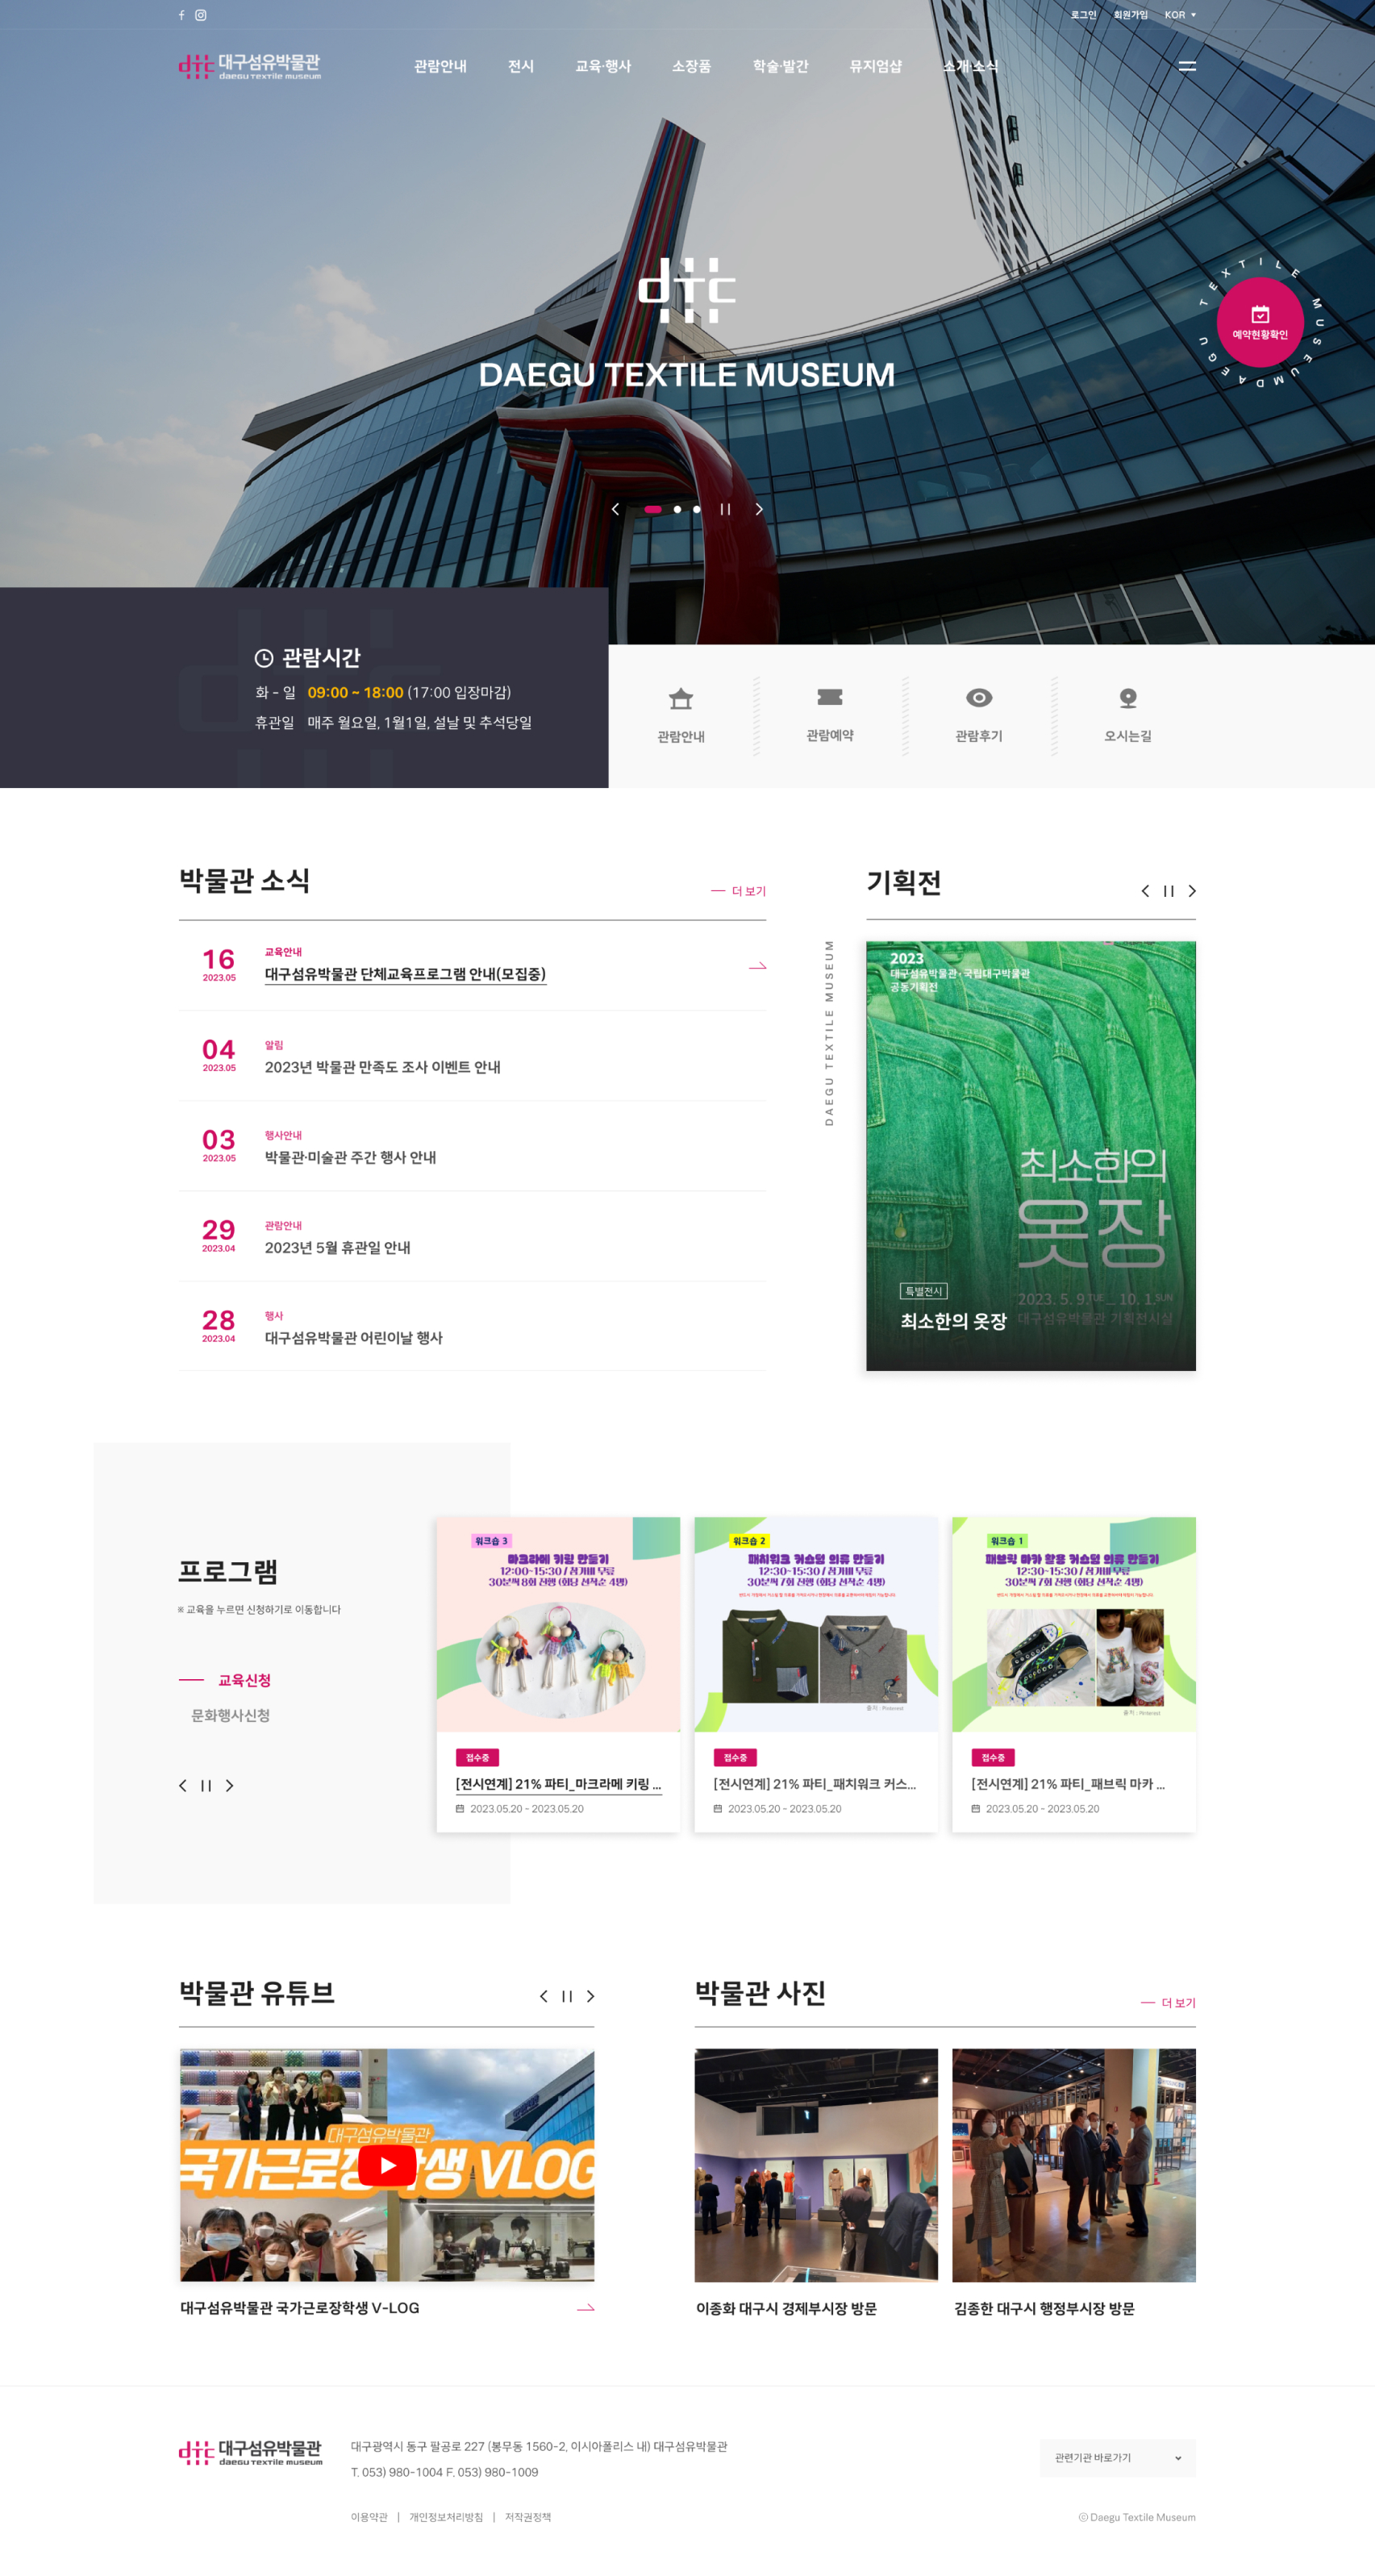 로그인 회원가입 KOR
dtc 대구섬유박물관
daegu textile museum
관람안내 전시 교육·행사 소장품 학술·발간 뮤지엄샵 소개·소식
dtc
DAEGU TEXTILE MUSEUM
DAEGU TEXTILE MUSEUM
예약현황확인
관람시간
화 - 일 09:00 ~ 18:00 (17:00 입장마감)
휴관일 매주 월요일, 1월1일, 설날 및 추석당일
관람안내
관람예약
관람후기
오시는길
박물관 소식
더 보기
16
2023.05
교육안내
대구섬유박물관 단체교육프로그램 안내(모집중)
04
2023.05
알림
2023년 박물관 만족도 조사 이벤트 안내
03
2023.05
행사안내
박물관·미술관 주간 행사 안내
29
2023.04
관람안내
2023년 5월 휴관일 안내
28
2023.04
행사
대구섬유박물관 어린이날 행사
DAEGU TEXTILE MUSEUM
기획전
2023
대구섬유박물관·국립대구박물관
공동기획전
최소한의
옷장
2023. 5. 9.TUE _ 10. 1.SUN
대구섬유박물관 기획전시실
특별전시
최소한의 옷장
프로그램
※ 교육을 누르면 신청하기로 이동합니다
교육신청
문화행사신청
워크숍 3
마크라메 키링 만들기
12:00-15:30 / 참가비 무료
30분씩 8회 진행 (회당 선착순 4명)
접수중
[전시연계] 21% 파티_마크라메 키링 ...
2023.05.20 - 2023.05.20
워크숍 2
패치워크 커스텀 의류 만들기
12:30-15:30 / 참가비 무료
30분씩 7회 진행 (회당 선착순 4명)
출처 : Pinterest
접수중
[전시연계] 21% 파티_패치워크 커스...
2023.05.20 - 2023.05.20
워크숍 1
패브릭 마카 활용 커스텀 의류 만들기
12:30-15:30 / 참가비 무료
30분씩 7회 진행 (회당 선착순 4명)
출처 : Pinterest
접수중
[전시연계] 21% 파티_패브릭 마카 ...
2023.05.20 - 2023.05.20
박물관 유튜브
대구섬유박물관
국가근로장학생 VLOG
대구섬유박물관 국가근로장학생 V-LOG
박물관 사진
더 보기
이종화 대구시 경제부시장 방문
김종한 대구시 행정부시장 방문
dtc 대구섬유박물관
daegu textile museum
대구광역시 동구 팔공로 227 (봉무동 1560-2, 이시아폴리스 내) 대구섬유박물관
T. 053) 980-1004 F. 053) 980-1009
관련기관 바로가기
이용약관 | 개인정보처리방침 | 저작권정책
ⓒ Daegu Textile Museum